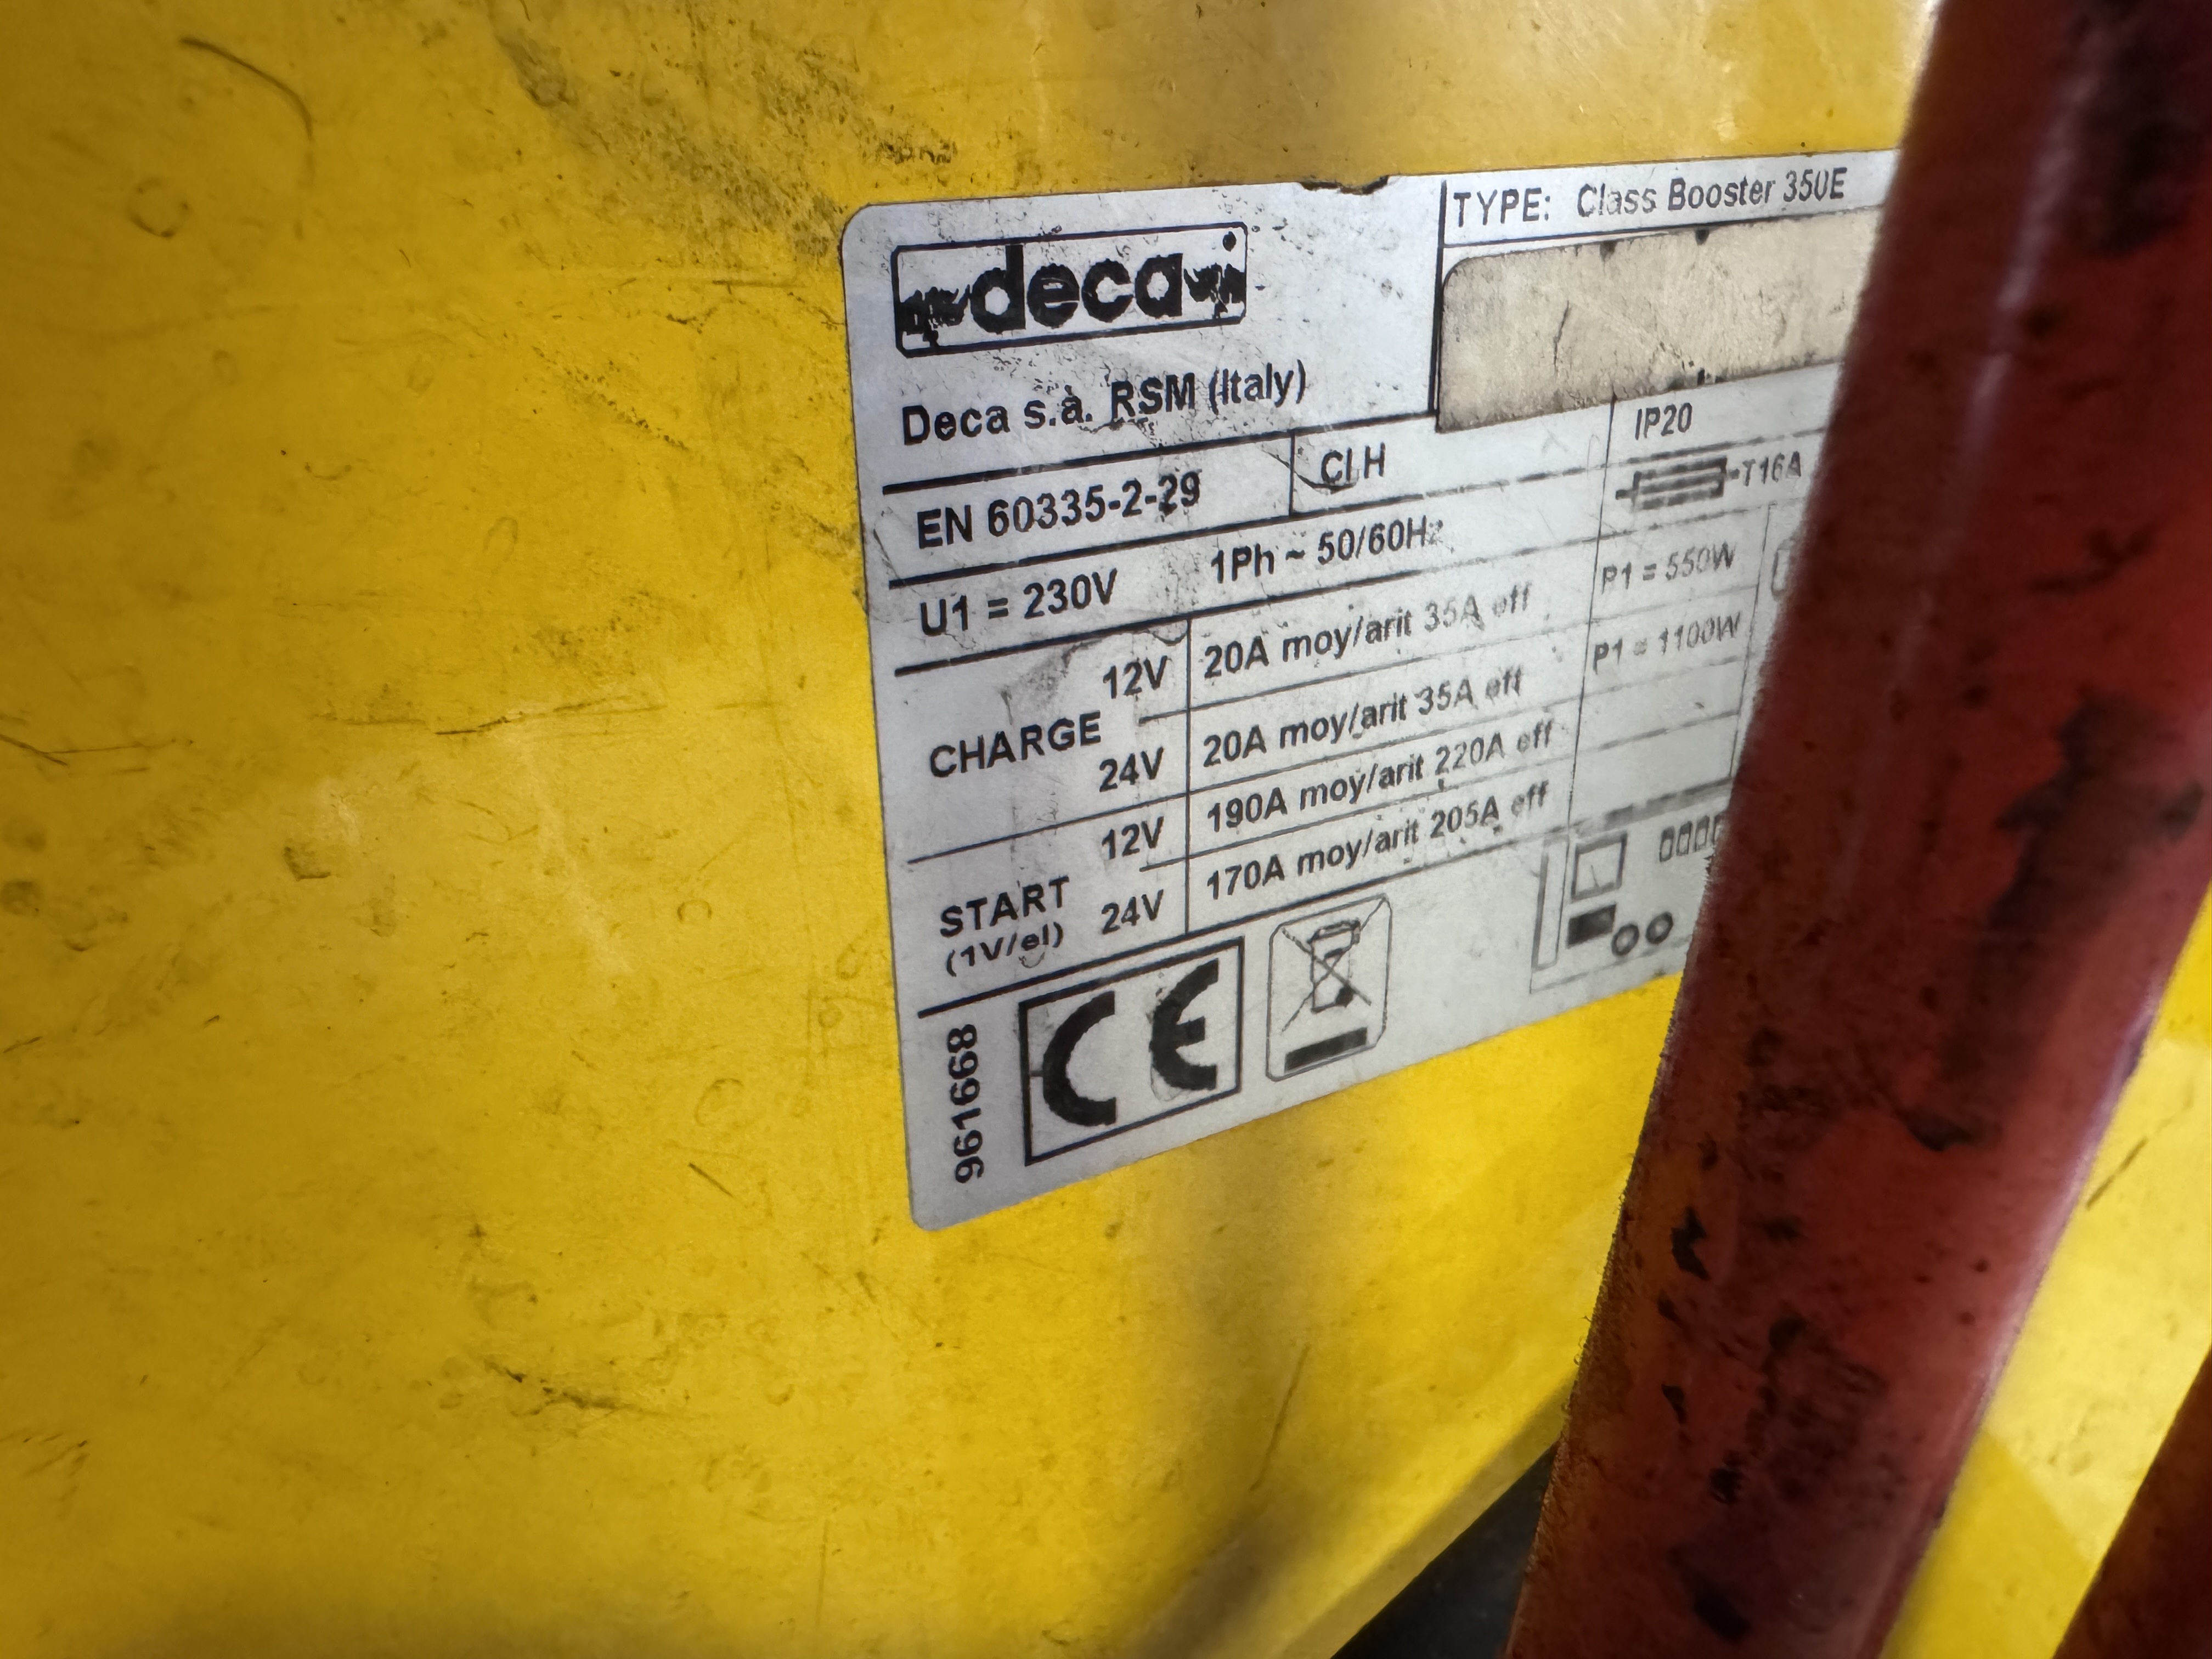 deca
TYPE: Class Booster 350E
Deca s.a. RSM (Italy)
EN 60335-2-29
Cl H
IP20
T16A
U1 = 230V 1Ph ~ 50/60Hz
CHARGE
12V 20A moy/arit 35A eff P1 = 550W
24V 20A moy/arit 35A eff P1 = 1100W
START
(1V/el)
12V 190A moy/arit 220A eff
24V 170A moy/arit 205A eff
961668
CE